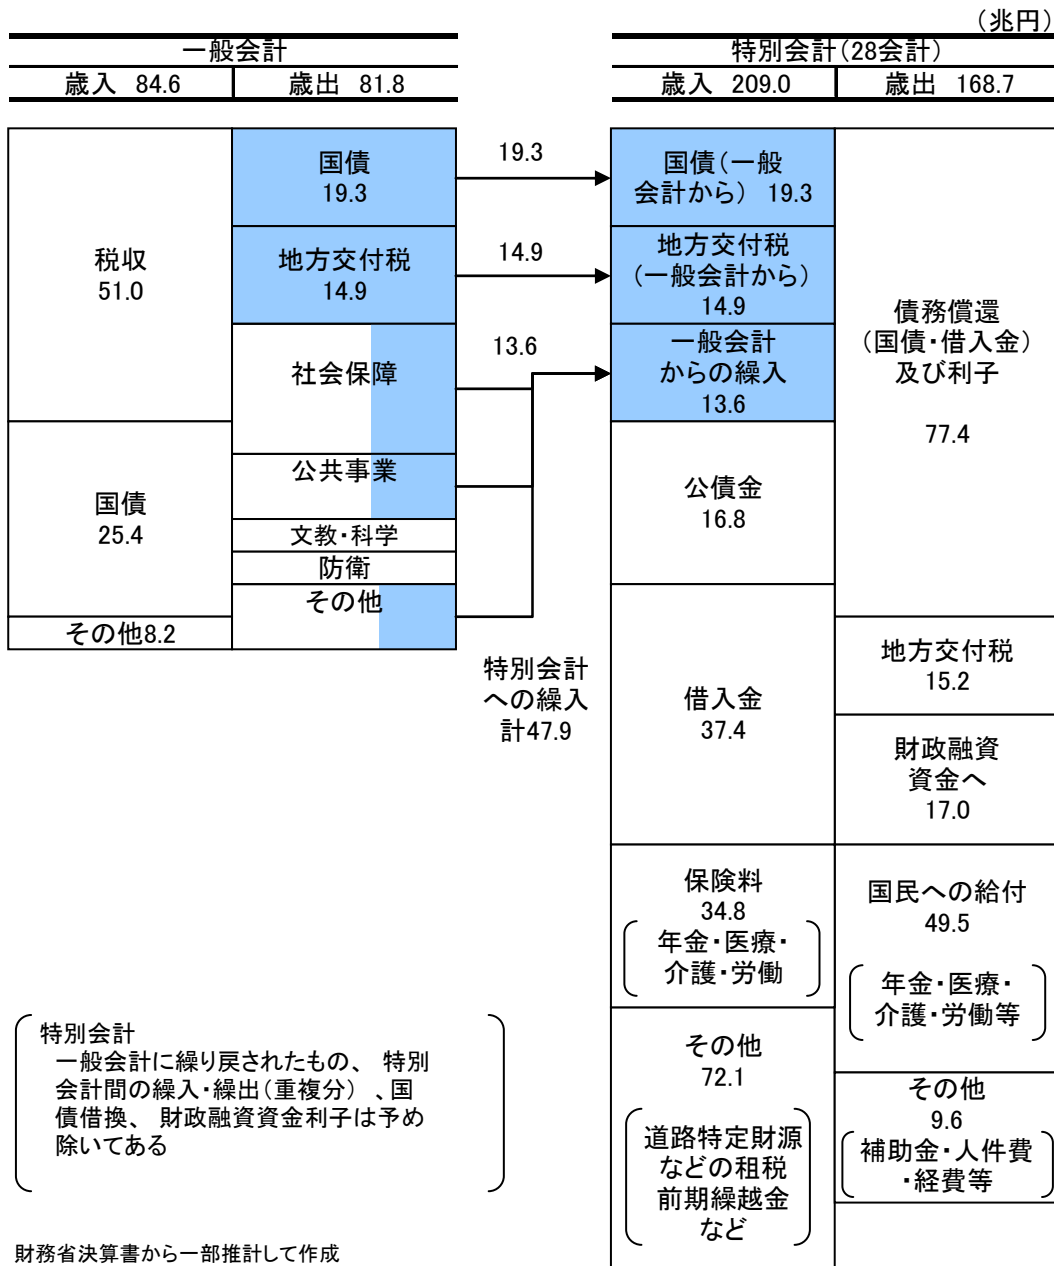 (兆円)
一般会計
歳入 84.6
歳出 81.8
税収
51.0
国債
25.4
その他8.2
国債
19.3
地方交付税
14.9
社会保障
公共事業
文教・科学
防衛
その他
19.3
14.9
13.6
特別会計
への繰入
計47.9
特別会計(28会計)
歳入 209.0
歳出 168.7
国債(一般
会計から) 19.3
地方交付税
(一般会計から)
14.9
一般会計
からの繰入
13.6
公債金
16.8
借入金
37.4
保険料
34.8
年金・医療・
介護・労働
その他
72.1
道路特定財源
などの租税
前期繰越金
など
債務償還
(国債・借入金)
及び利子
77.4
地方交付税
15.2
財政融資
資金へ
17.0
国民への給付
49.5
年金・医療・
介護・労働等
その他
9.6
補助金・人件費
・経費等
特別会計
一般会計に繰り戻されたもの、 特別
会計間の繰入・繰出(重複分) 、国
債借換、 財政融資資金利子は予め
除いてある
財務省決算書から一部推計して作成